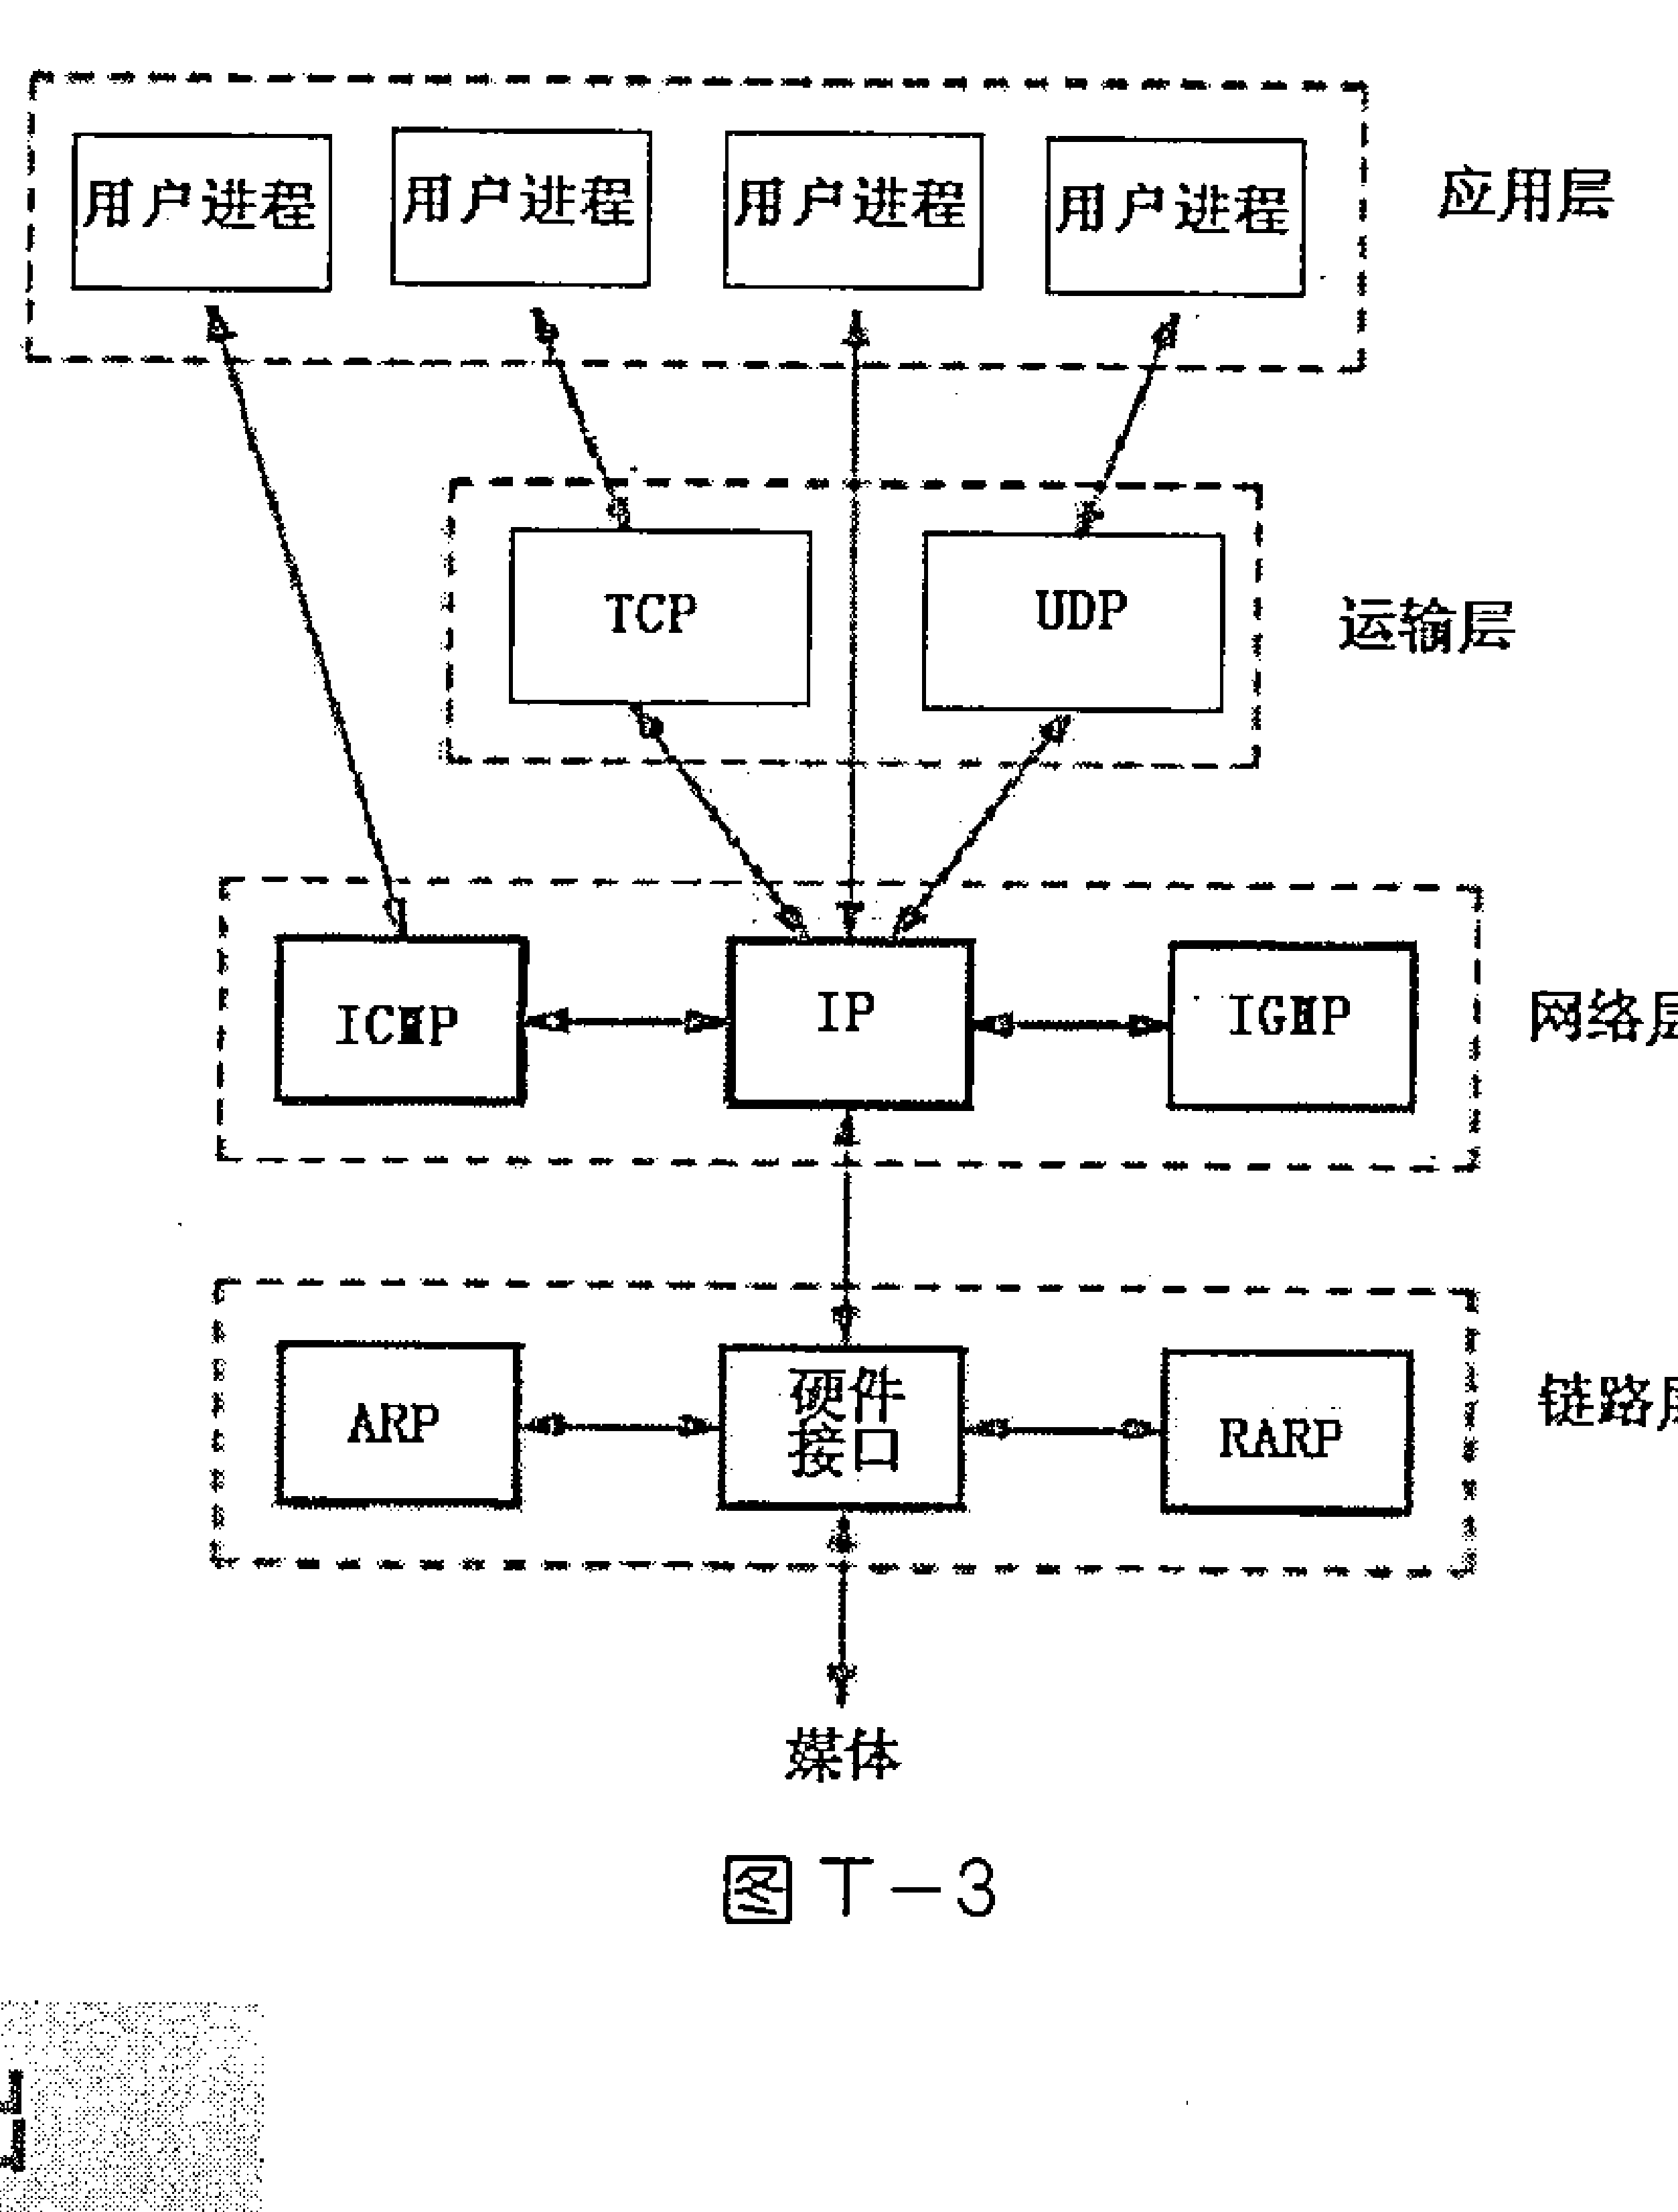 用户进程 用户进程 用户进程 用户进程 应用层
TCP UDP 运输层
ICMP IP IGMP 网络层
ARP 硬件 RARP 链路层
接口
媒体
图 T-3